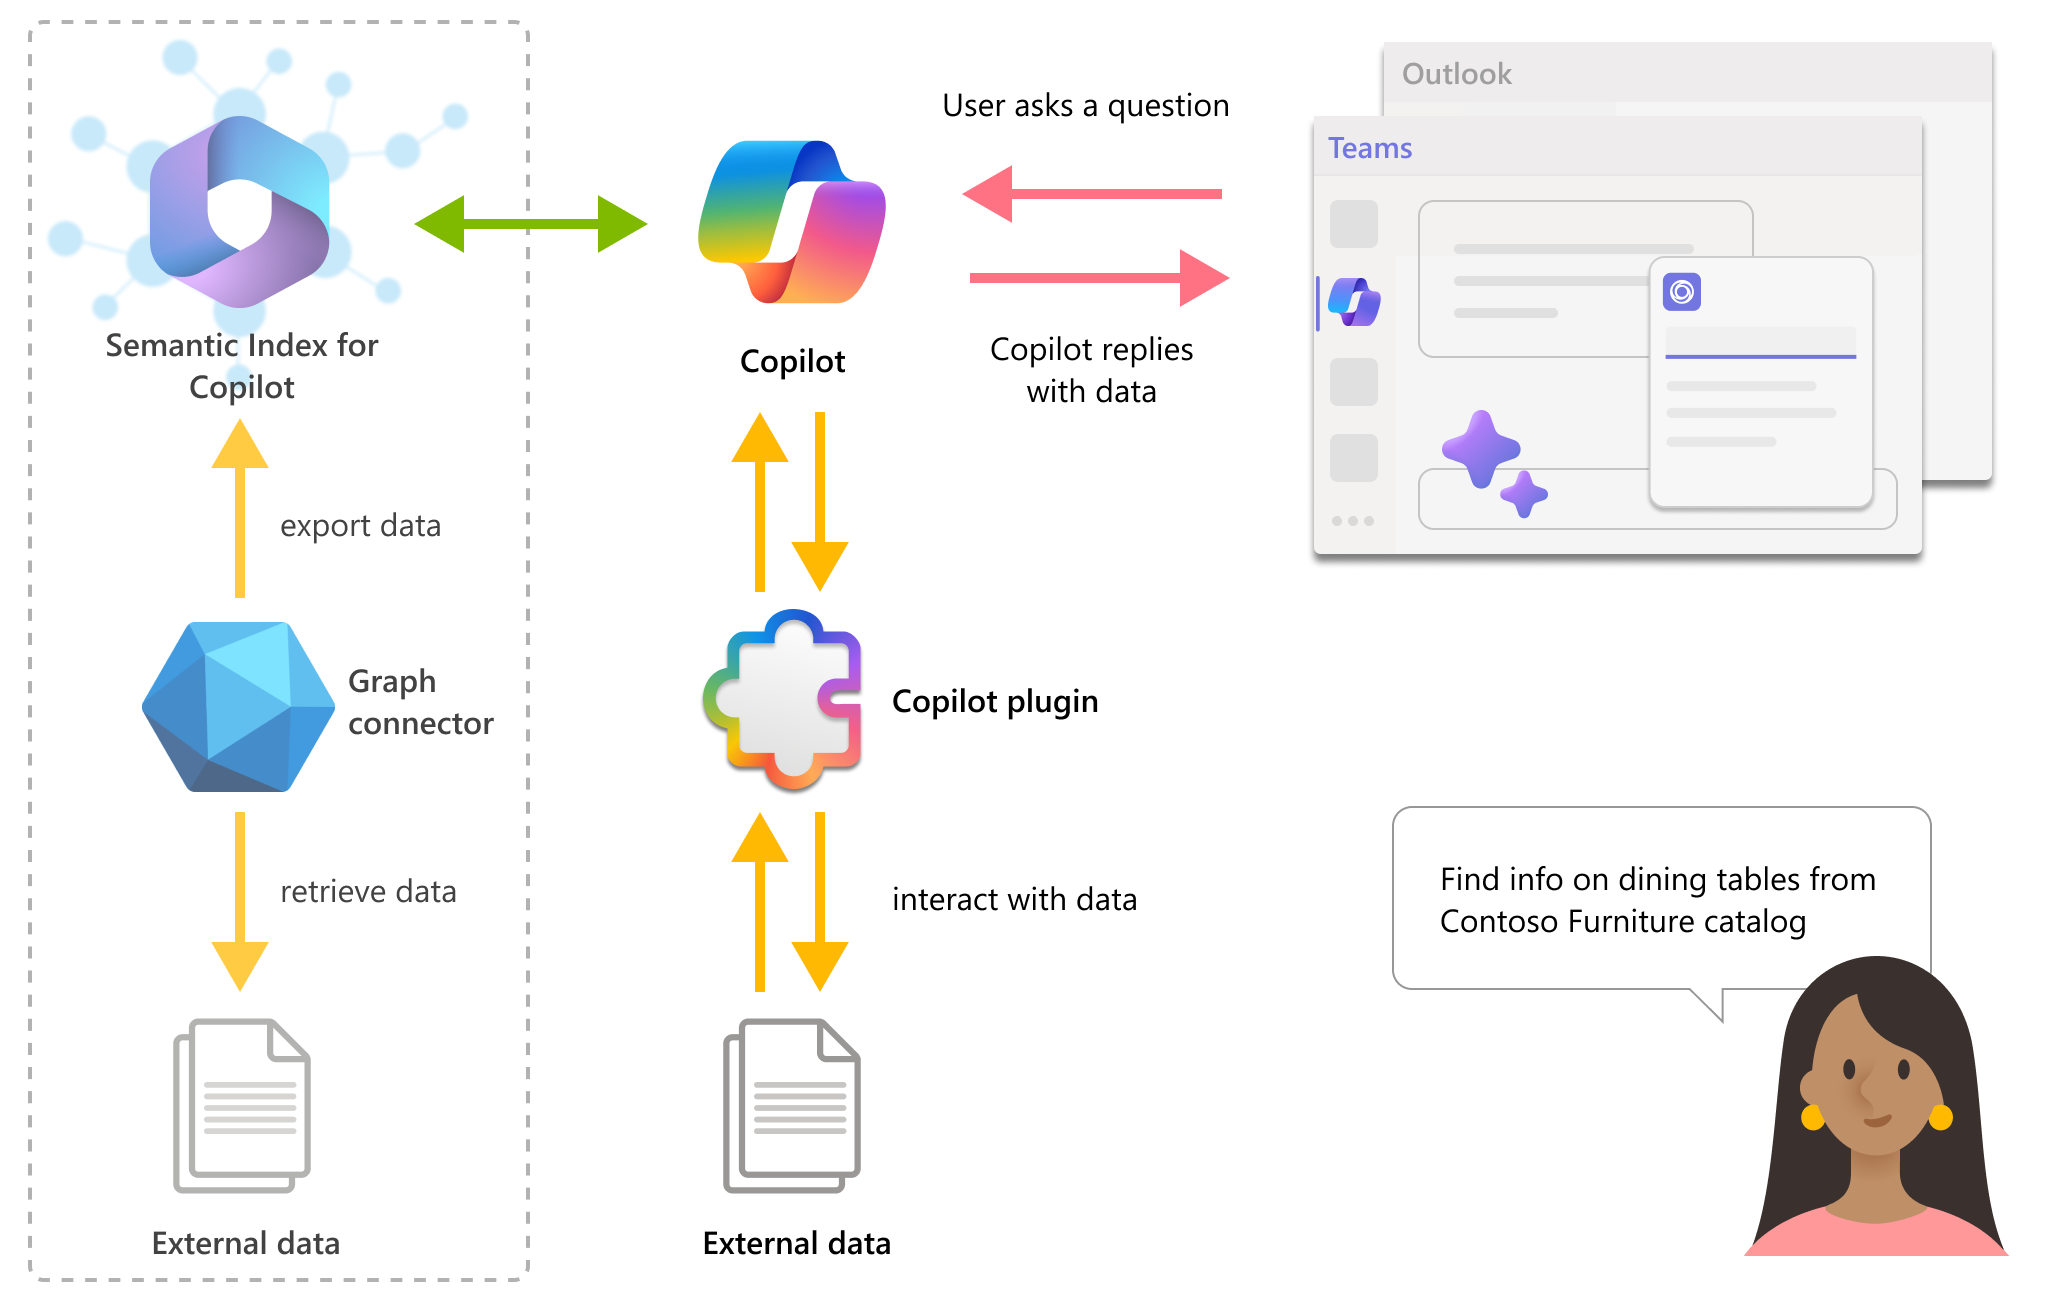 Outlook
User asks a question
Teams
Semantic Index for
Copilot
Copilot
Copilot replies
with data
export data
Graph
connector
Copilot plugin
retrieve data
interact with data
Find info on dining tables from
Contoso Furniture catalog
External data
External data